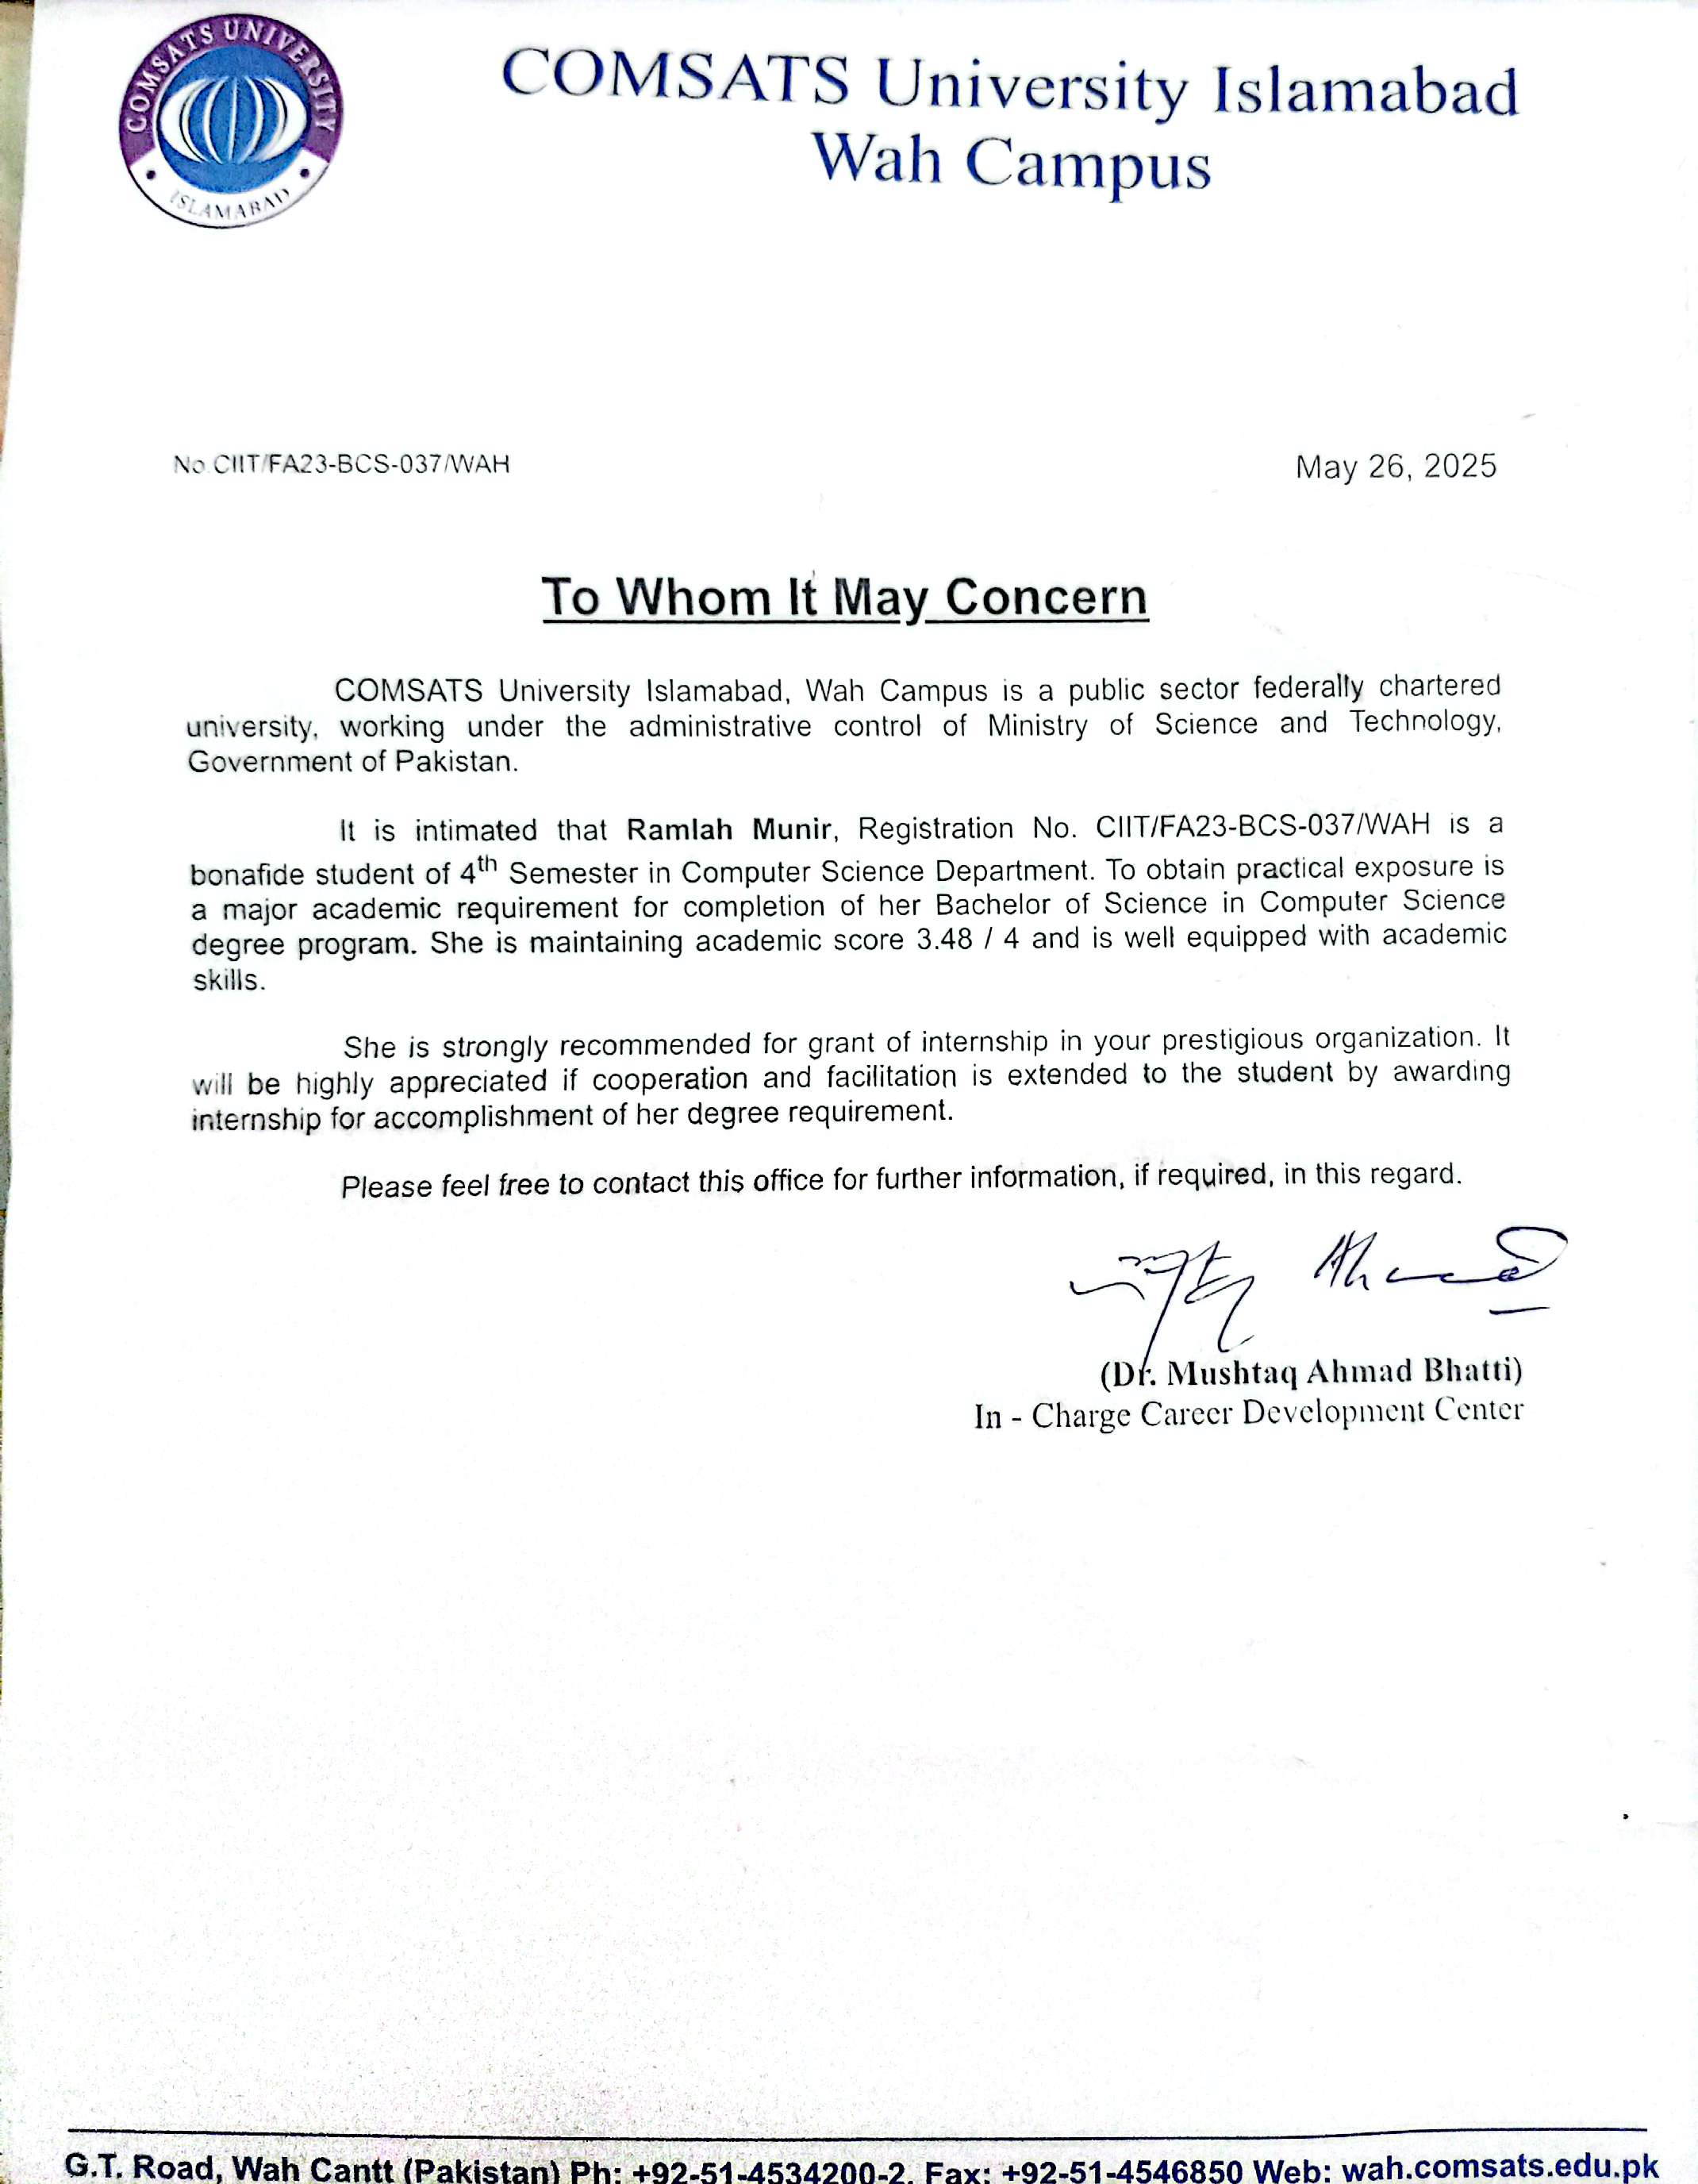 COMSATS UNIVERSITY
ISLAMABAD
COMSATS University Islamabad
Wah Campus
No.CIIT/FA23-BCS-037/WAH
May 26, 2025
To Whom It May Concern
COMSATS University Islamabad, Wah Campus is a public sector federally chartered
university, working under the administrative control of Ministry of Science and Technology,
Government of Pakistan.
It is intimated that Ramlah Munir, Registration No. CIIT/FA23-BCS-037/WAH is a
bonafide student of 4th Semester in Computer Science Department. To obtain practical exposure is
a major academic requirement for completion of her Bachelor of Science in Computer Science
degree program. She is maintaining academic score 3.48 / 4 and is well equipped with academic
skills.
She is strongly recommended for grant of internship in your prestigious organization. It
will be highly appreciated if cooperation and facilitation is extended to the student by awarding
internship for accomplishment of her degree requirement.
Please feel free to contact this office for further information, if required, in this regard.
Ahmad
(Dr. Mushtaq Ahmad Bhatti)
In - Charge Career Development Center
G.T. Road, Wah Cantt (Pakistan) Ph: +92-51-4534200-2, Fax: +92-51-4546850 Web: wah.comsats.edu.pk